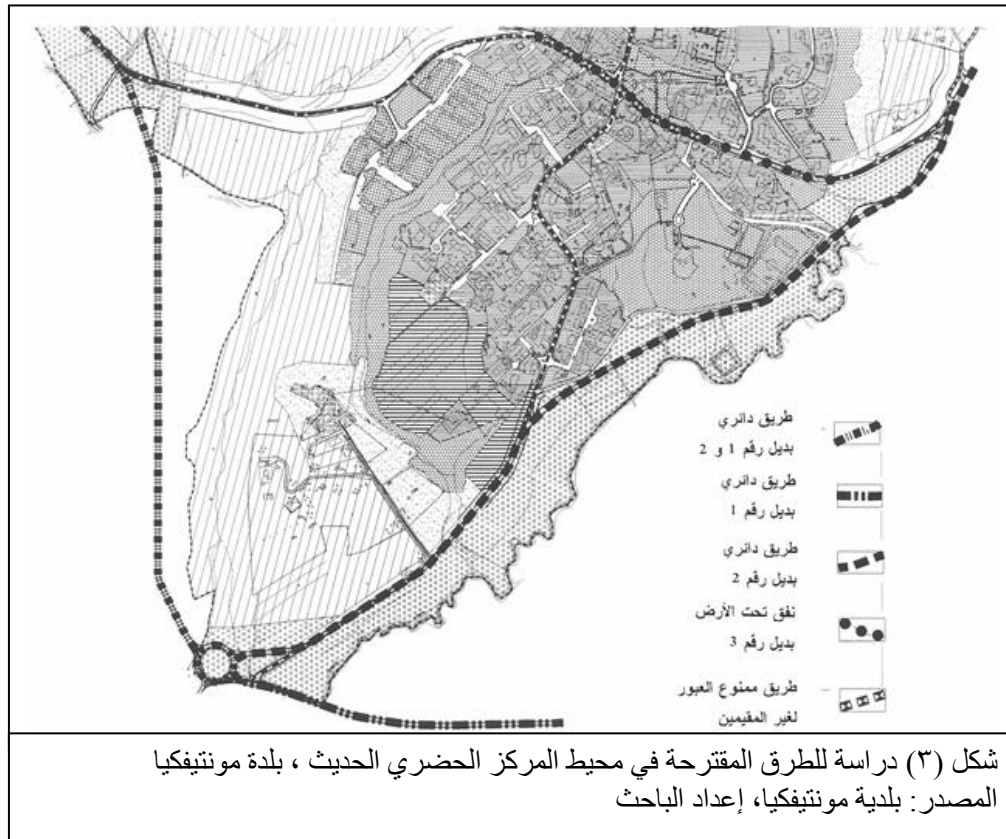 طريق دائري
بديل رقم 1 و 2
طريق دائري
بديل رقم 1
طريق دائري
بديل رقم 2
نفق تحت الأرض
بديل رقم 3
طريق ممنوع العبور
لغير المقيمين
شكل (٣) دراسة للطرق المقترحة في محيط المركز الحضري الحديث ، بلدة مونتيفكيا
المصدر: بلدية مونتيفكيا، إعداد الباحث